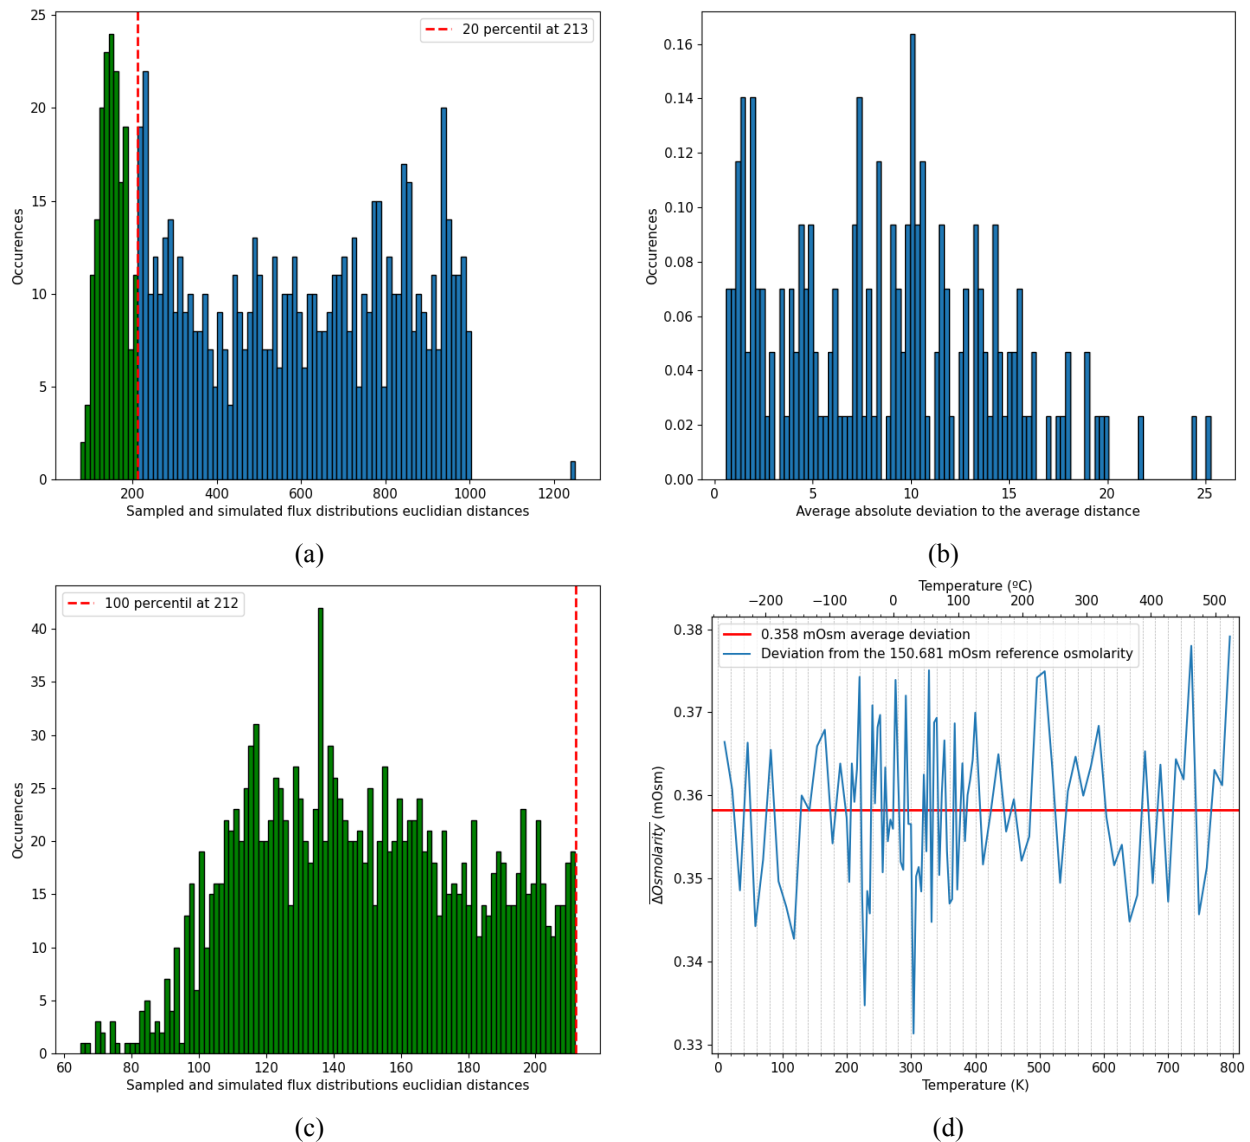 20 percentil at 213
25
20
15
10
5
0
Occurences
200 400 600 800 1000 1200
Sampled and simulated flux distributions euclidian distances
(a)
0.16
0.14
0.12
0.10
0.08
0.06
0.04
0.02
0.00
Occurences
0 5 10 15 20 25
Average absolute deviation to the average distance
(b)
100 percentil at 212
40
35
30
25
20
15
10
5
0
Occurences
60 80 100 120 140 160 180 200
Sampled and simulated flux distributions euclidian distances
(c)
Temperature (ºC)
−200 −100 0 100 200 300 400 500
0.358 mOsm average deviation
Deviation from the 150.681 mOsm reference osmolarity
0.38
0.37
0.36
0.35
0.34
0.33
ΔOsmolarity (mOsm)
0 100 200 300 400 500 600 700 800
Temperature (K)
(d)